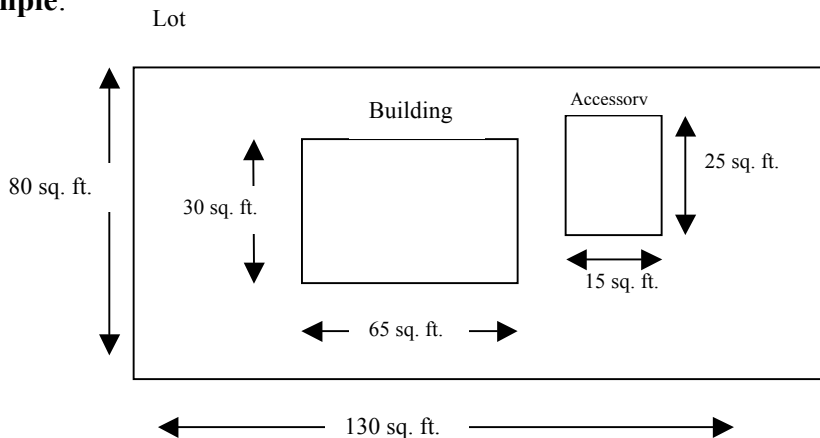 mple:
Lot
Building
Accessory
80 sq. ft.
30 sq. ft.
25 sq. ft.
15 sq. ft.
65 sq. ft.
130 sq. ft.